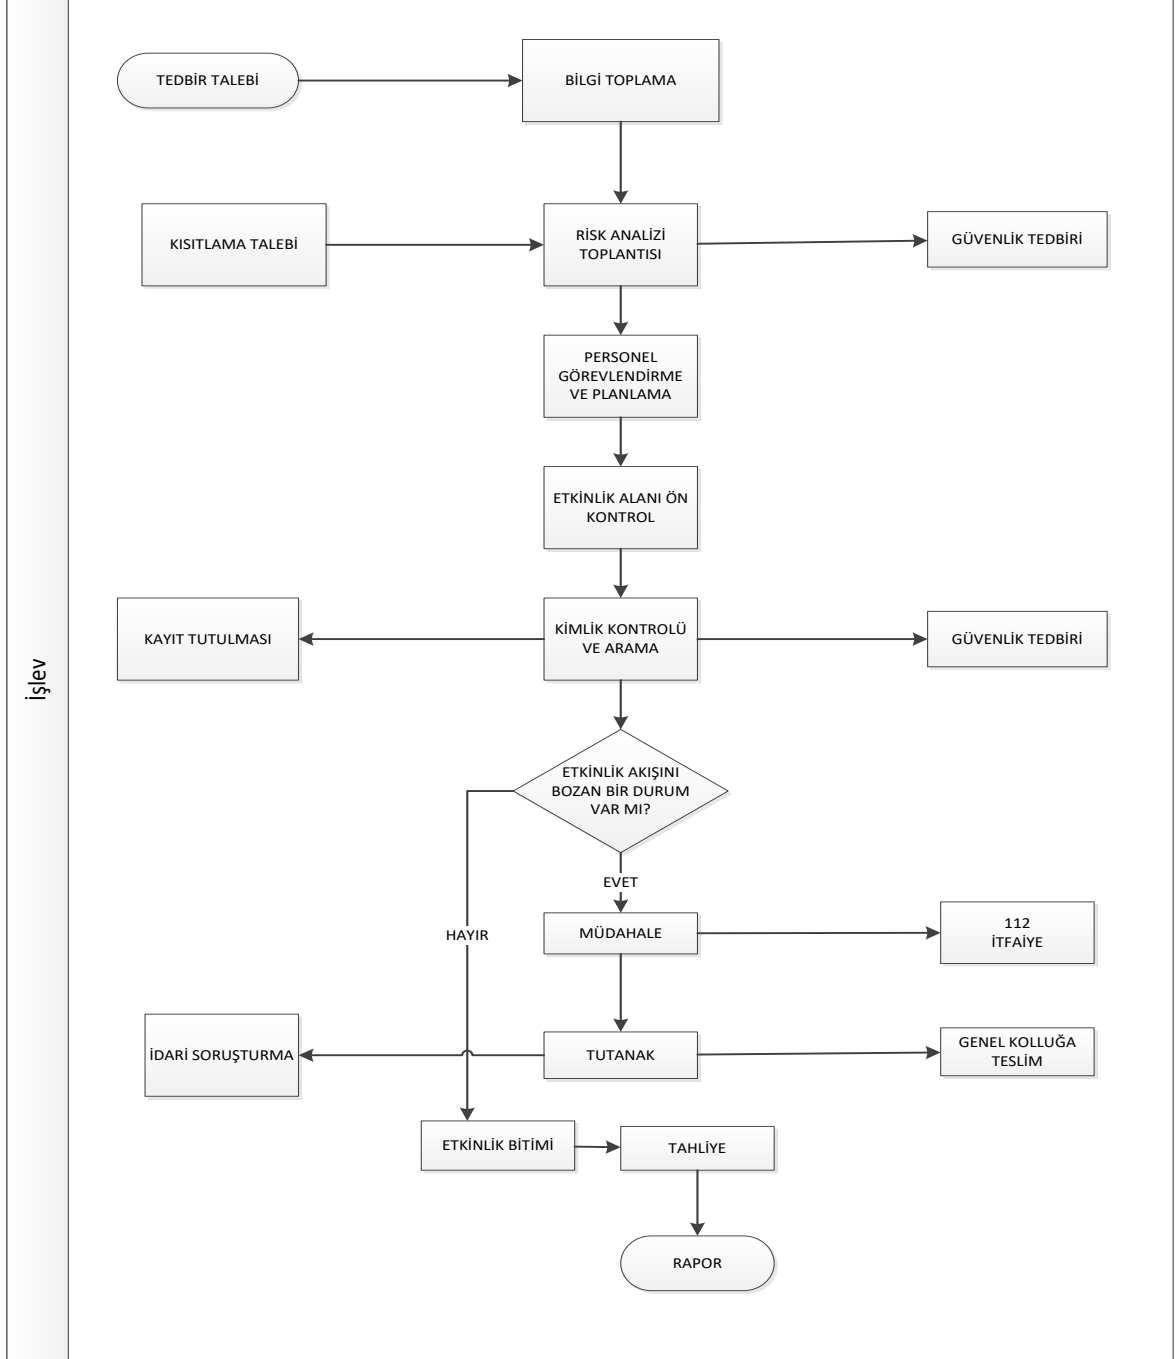 TEDBİR TALEBİ
BİLGİ TOPLAMA
KISITLAMA TALEBİ
RİSK ANALİZİ
TOPLANTISI
GÜVENLİK TEDBİRİ
PERSONEL
GÖREVLENDİRME
VE PLANLAMA
ETKİNLİK ALANI ÖN
KONTROL
KAYIT TUTULMASI
KİMLİK KONTROLÜ
VE ARAMA
GÜVENLİK TEDBİRİ
İşlev
ETKİNLİK AKIŞINI
BOZAN BİR DURUM
VAR MI?
EVET
HAYIR
MÜDAHALE
112
İTFAİYE
İDARİ SORUŞTURMA
TUTANAK
GENEL KOLLUĞA
TESLİM
ETKİNLİK BİTİMİ
TAHLİYE
RAPOR